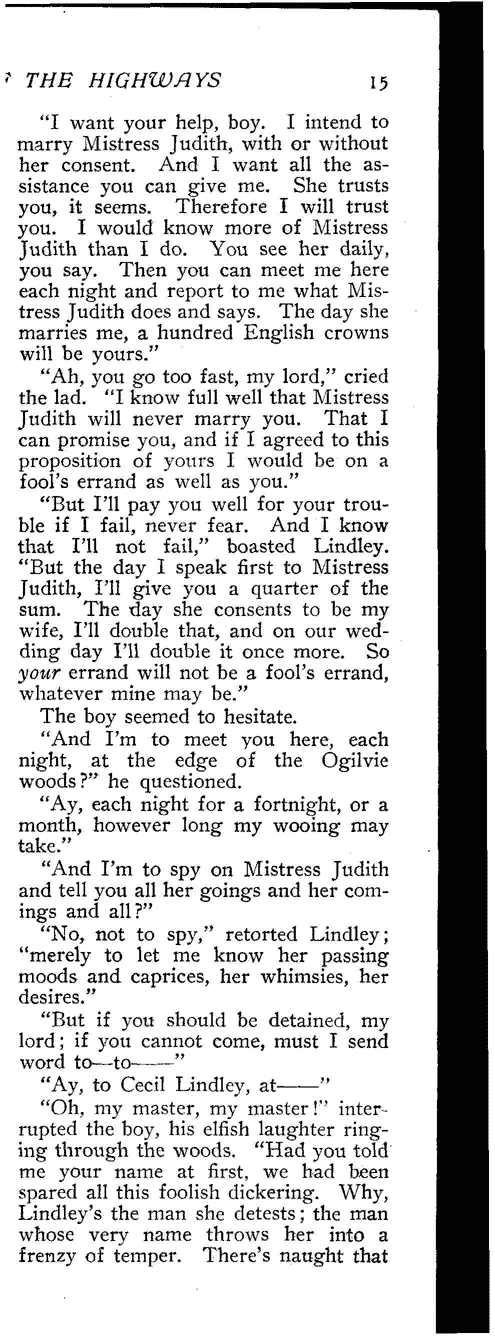 THE HIGHWAYS 15
"I want your help, boy. I intend to
marry Mistress Judith, with or without
her consent. And I want all the as-
sistance you can give me. She trusts
you, it seems. Therefore I will trust
you. I would know more of Mistress
Judith than I do. You see her daily,
you say. Then you can meet me here
each night and report to me what Mis-
tress Judith does and says. The day she
marries me, a hundred English crowns
will be yours."
"Ah, you go too fast, my lord," cried
the lad. "I know full well that Mistress
Judith will never marry you. That I
can promise you, and if I agreed to this
proposition of yours I would be on a
fool's errand as well as you."
"But I'll pay you well for your trou-
ble if I fail, never fear. And I know
that I'll not fail," boasted Lindley.
"But the day I speak first to Mistress
Judith, I'll give you a quarter of the
sum. The day she consents to be my
wife, I'll double that, and on our wed-
ding day I'll double it once more. So
your errand will not be a fool's errand,
whatever mine may be."
The boy seemed to hesitate.
"And I'm to meet you here, each
night, at the edge of the Ogilvie
woods?" he questioned.
"Ay, each night for a fortnight, or a
month, however long my wooing may
take."
"And I'm to spy on Mistress Judith
and tell you all her goings and her com-
ings and all?"
"No, not to spy," retorted Lindley;
"merely to let me know her passing
moods and caprices, her whimsies, her
desires."
"But if you should be detained, my
lord; if you cannot come, must I send
word to—to——"
"Ay, to Cecil Lindley, at——"
"Oh, my master, my master!" inter-
rupted the boy, his elfish laughter ring-
ing through the woods. "Had you told
me your name at first, we had been
spared all this foolish dickering. Why,
Lindley's the man she detests; the man
whose very name throws her into a
frenzy of temper. There's naught that